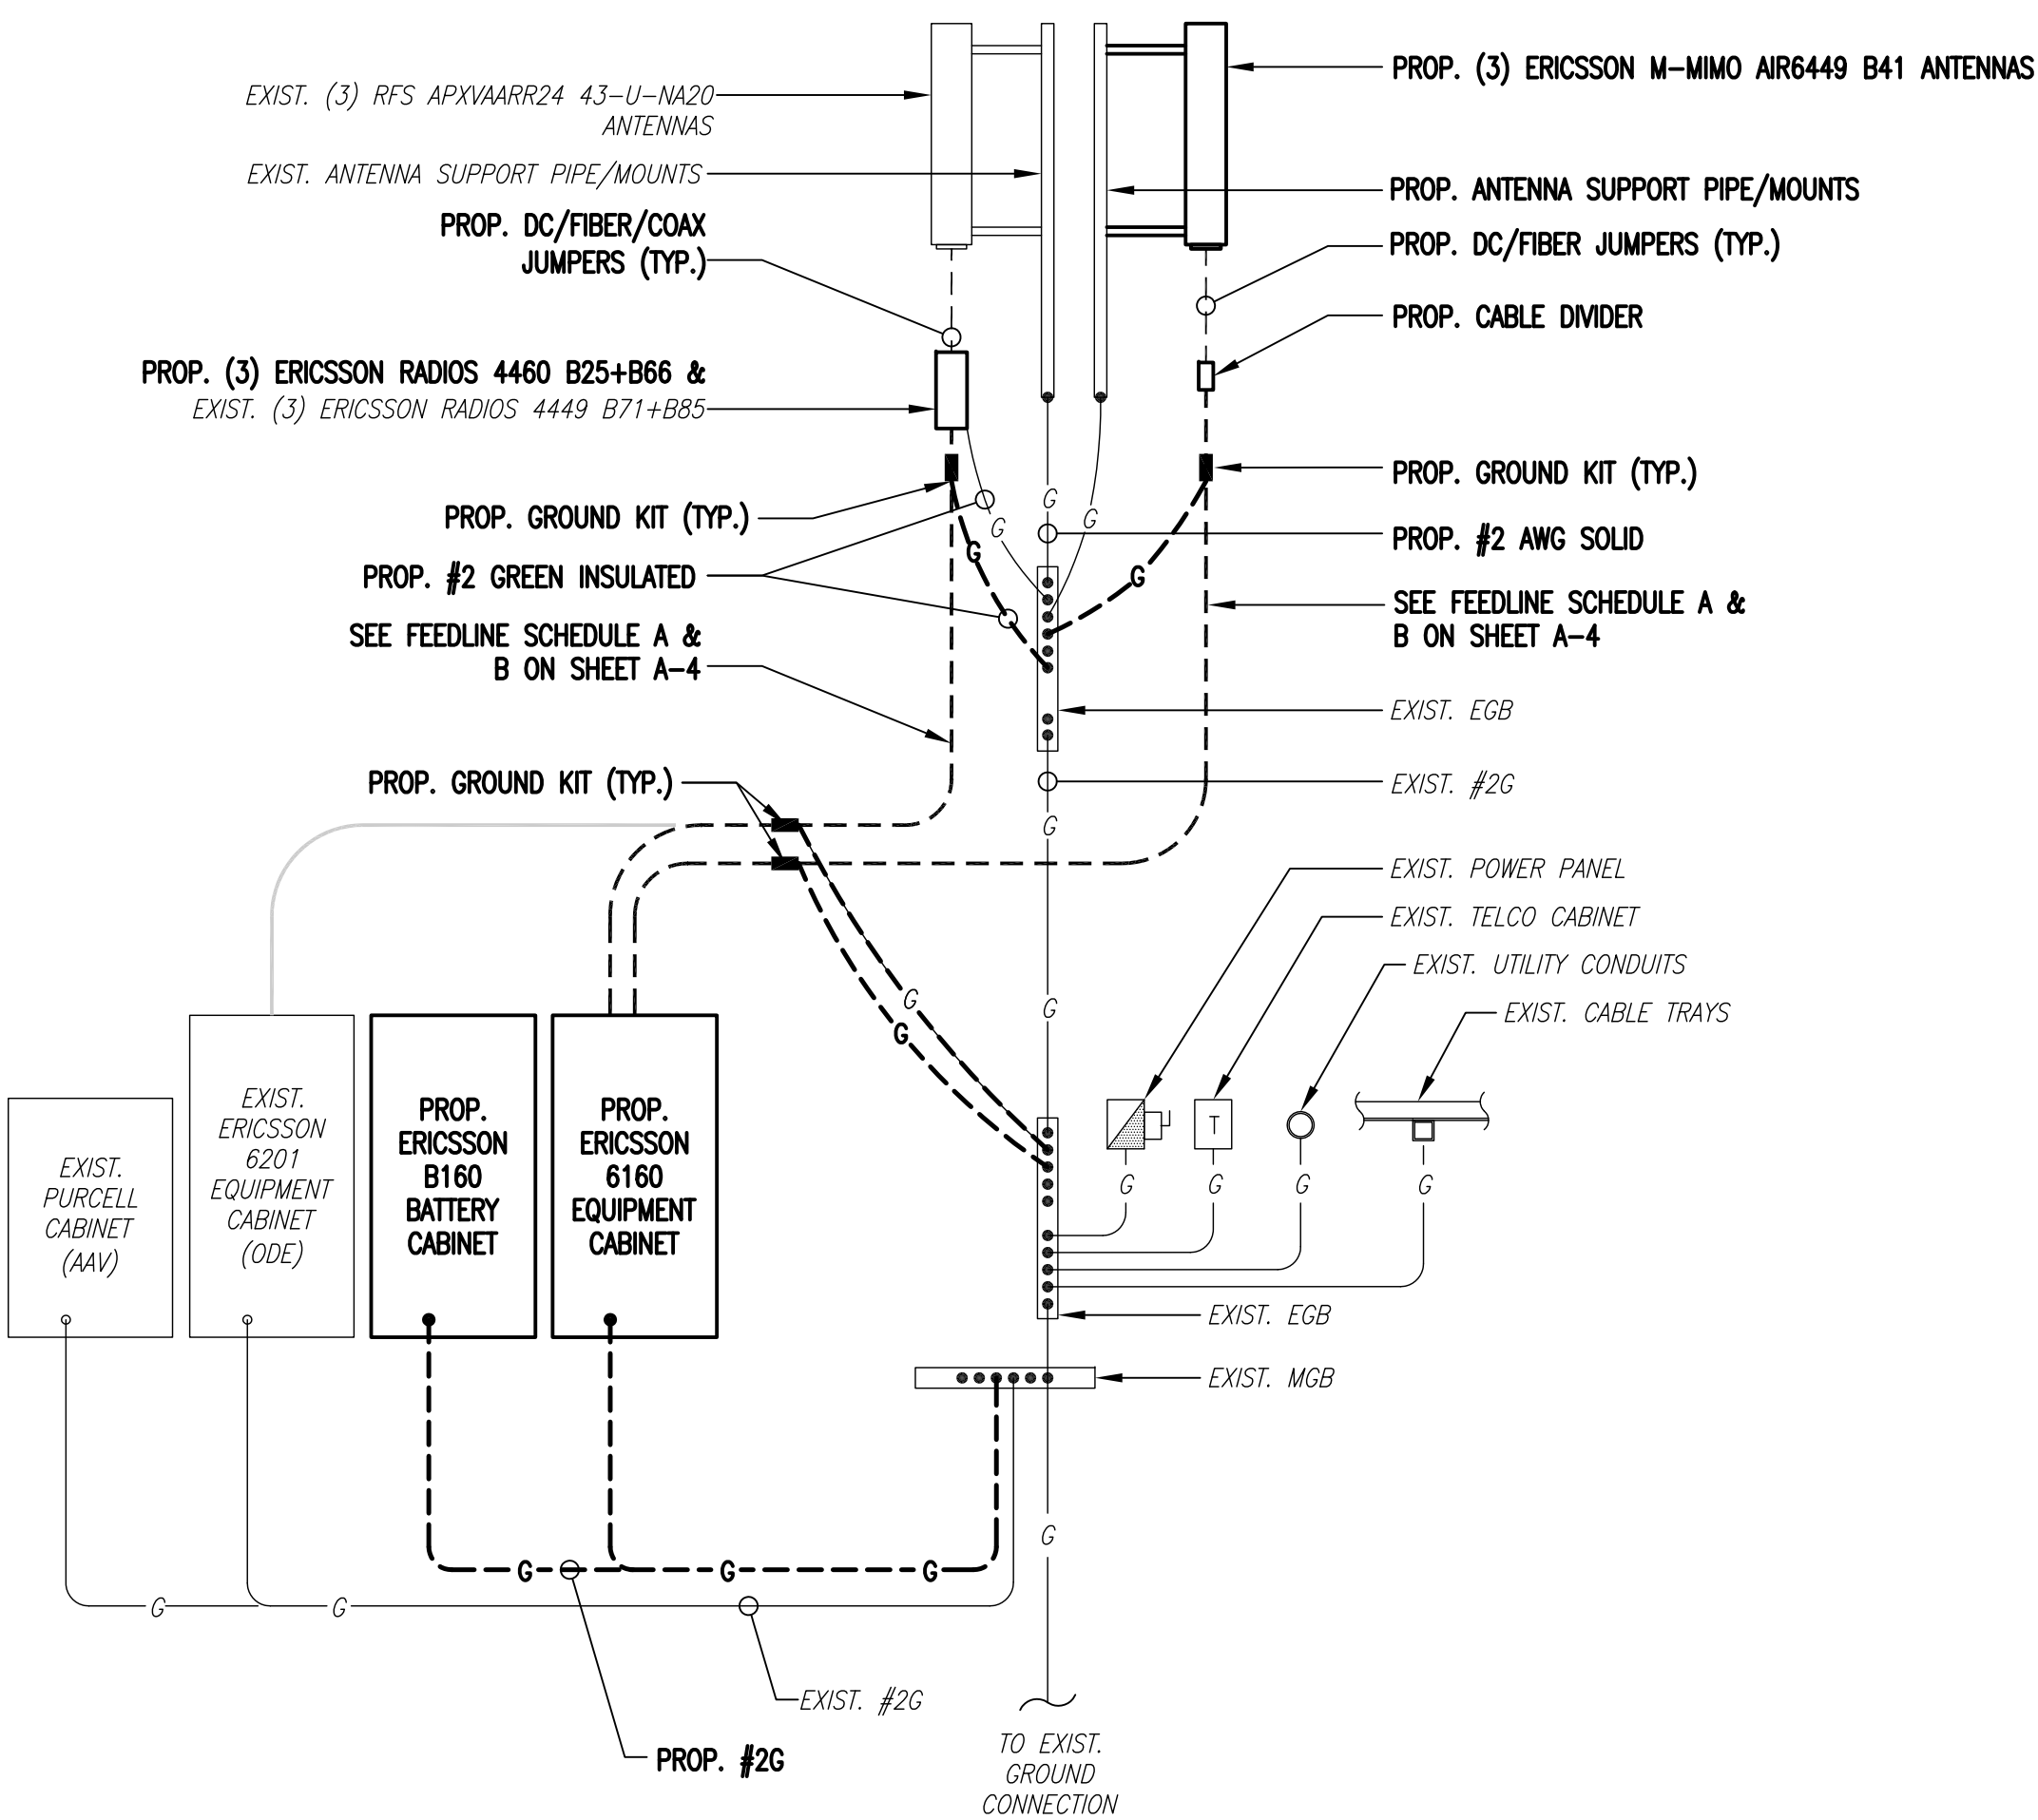 PROP. (3) ERICSSON M-MIMO AIR6449 B41 ANTENNAS
EXIST. (3) RFS APXVAARR24 43-U-NA20
ANTENNAS
EXIST. ANTENNA SUPPORT PIPE/MOUNTS
PROP. ANTENNA SUPPORT PIPE/MOUNTS
PROP. DC/FIBER/COAX
JUMPERS (TYP.)
PROP. DC/FIBER JUMPERS (TYP.)
PROP. CABLE DIVIDER
PROP. (3) ERICSSON RADIOS 4460 B25+B66 &
EXIST. (3) ERICSSON RADIOS 4449 B71+B85
PROP. GROUND KIT (TYP.)
G
G
G
PROP. GROUND KIT (TYP.)
PROP. #2 AWG SOLID
G
G
PROP. #2 GREEN INSULATED
SEE FEEDLINE SCHEDULE A &
B ON SHEET A-4
SEE FEEDLINE SCHEDULE A &
B ON SHEET A-4
EXIST. EGB
PROP. GROUND KIT (TYP.)
EXIST. #2G
G
EXIST. POWER PANEL
EXIST. TELCO CABINET
EXIST. UTILITY CONDUITS
EXIST. CABLE TRAYS
G
G
G
EXIST.
PURCELL
CABINET
(AAV)
EXIST.
ERICSSON
6201
EQUIPMENT
CABINET
(ODE)
PROP.
ERICSSON
B160
BATTERY
CABINET
PROP.
ERICSSON
6160
EQUIPMENT
CABINET
T
G
G
G
G
EXIST. EGB
EXIST. MGB
G
G
G
G
G
G
EXIST. #2G
PROP. #2G
TO EXIST.
GROUND
CONNECTION